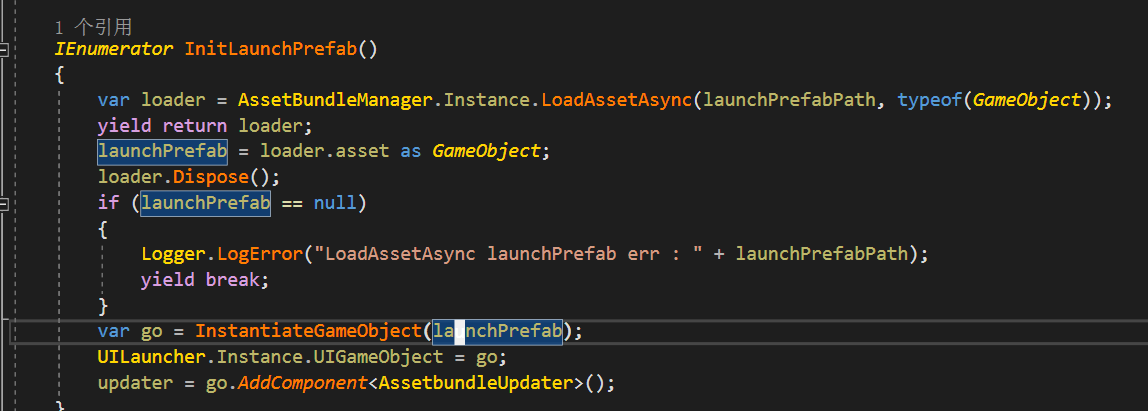 1 个引用
IEnumerator InitLaunchPrefab()
{
var loader = AssetBundleManager.Instance.LoadAssetAsync(launchPrefabPath, typeof(GameObject));
yield return loader;
launchPrefab = loader.asset as GameObject;
loader.Dispose();
if (launchPrefab == null)
{
Logger.LogError("LoadAssetAsync launchPrefab err : " + launchPrefabPath);
yield break;
}
var go = InstantiateGameObject(launchPrefab);
UILauncher.Instance.UIGameObject = go;
updater = go.AddComponent<AssetbundleUpdater>();
}